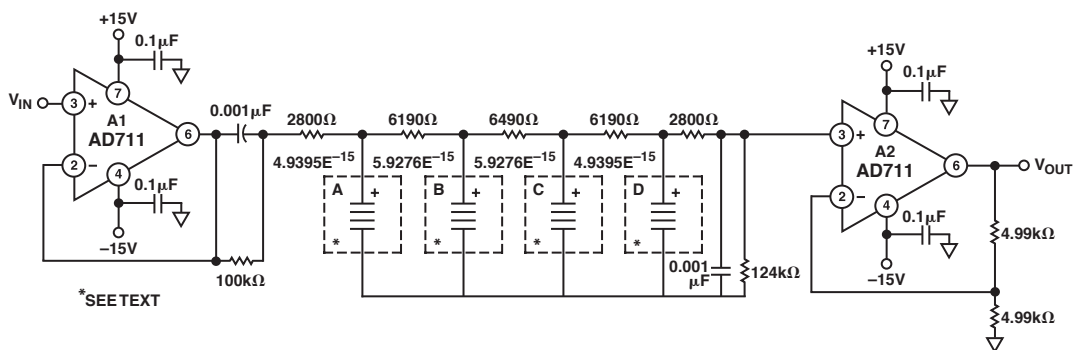 +15V
0.1µF
VIN
3
+
7
A1
AD711
6
2
–
4
0.1µF
–15V
0.001µF
100kΩ
*SEE TEXT
2800Ω
6190Ω
6490Ω
6190Ω
2800Ω
4.9395E–15
5.9276E–15
5.9276E–15
4.9395E–15
A
+
*
B
+
*
C
+
*
D
+
*
0.001
µF
124kΩ
+15V
0.1µF
3
+
7
A2
AD711
6
VOUT
2
–
4
0.1µF
–15V
4.99kΩ
4.99kΩ